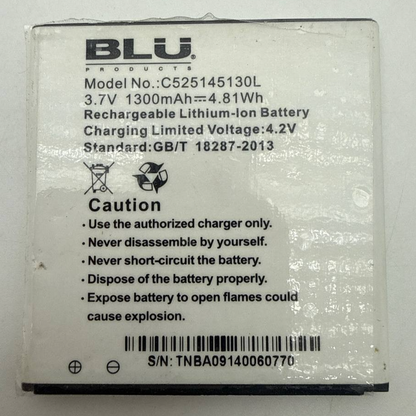 BLU
PRODUCTS
Model No.:C525145130L
3.7V 1300mAh⎓4.81Wh
Rechargeable Lithium-Ion Battery
Charging Limited Voltage:4.2V
Standard:GB/T 18287-2013
Caution
· Use the authorized charger only.
· Never disassemble by yourself.
· Never short-circuit the battery.
· Dispose of the battery properly.
· Expose battery to open flames could
cause explosion.
S/N: TNBA09140060770
⊕ ⊖